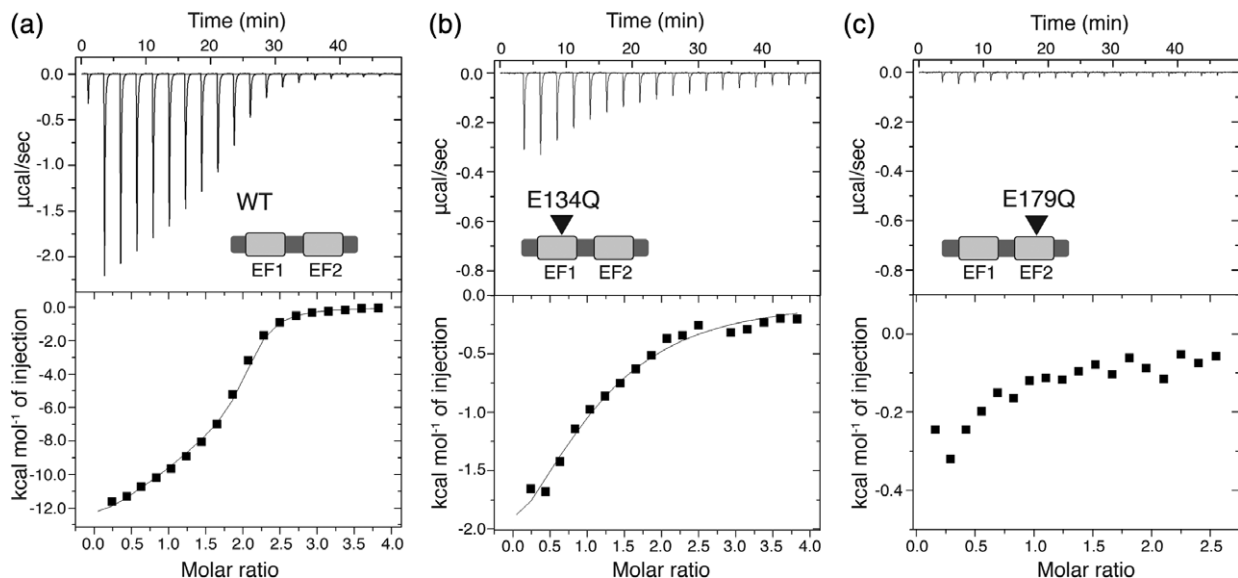 (a)
Time (min)
0 10 20 30 40
0.0
-0.5
-1.0
-1.5
-2.0
µcal/sec
WT
EF1 EF2
0.0
-2.0
-4.0
-6.0
-8.0
-10.0
-12.0
kcal mol⁻¹ of injection
0.0 0.5 1.0 1.5 2.0 2.5 3.0 3.5 4.0
Molar ratio
(b)
Time (min)
0 10 20 30 40
0.0
-0.2
-0.4
-0.6
-0.8
µcal/sec
E134Q
EF1 EF2
0.0
-0.5
-1.0
-1.5
-2.0
kcal mol⁻¹ of injection
0.0 0.5 1.0 1.5 2.0 2.5 3.0 3.5 4.0
Molar ratio
(c)
Time (min)
0 10 20 30 40
0.0
-0.2
-0.4
-0.6
-0.8
µcal/sec
E179Q
EF1 EF2
0.0
-0.2
-0.4
kcal mol⁻¹ of injection
0.0 0.5 1.0 1.5 2.0 2.5
Molar ratio